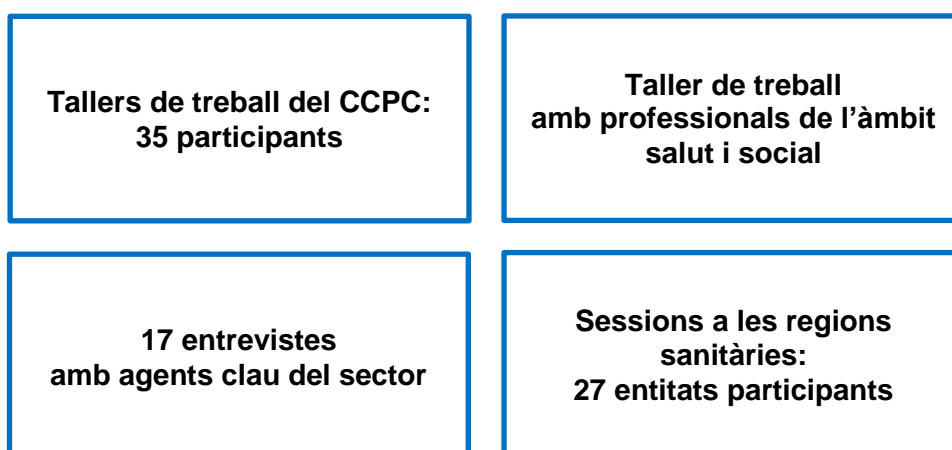 Tallers de treball del CCPC:
35 participants
Taller de treball
amb professionals de l'àmbit
salut i social
17 entrevistes
amb agents clau del sector
Sessions a les regions
sanitàries:
27 entitats participants